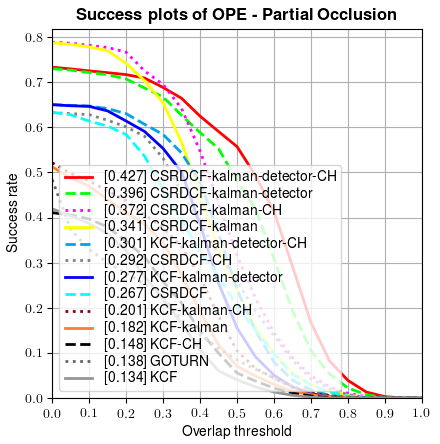 Success plots of OPE - Partial Occlusion
Success rate
0.8
0.7
0.6
0.5
0.4
0.3
0.2
0.1
0.0
[0.427] CSRDCF-kalman-detector-CH
[0.396] CSRDCF-kalman-detector
[0.372] CSRDCF-kalman-CH
[0.341] CSRDCF-kalman
[0.301] KCF-kalman-detector-CH
[0.292] CSRDCF-CH
[0.277] KCF-kalman-detector
[0.267] CSRDCF
[0.201] KCF-kalman-CH
[0.182] KCF-kalman
[0.148] KCF-CH
[0.138] GOTURN
[0.134] KCF
0.0 0.1 0.2 0.3 0.4 0.5 0.6 0.7 0.8 0.9 1.0
Overlap threshold